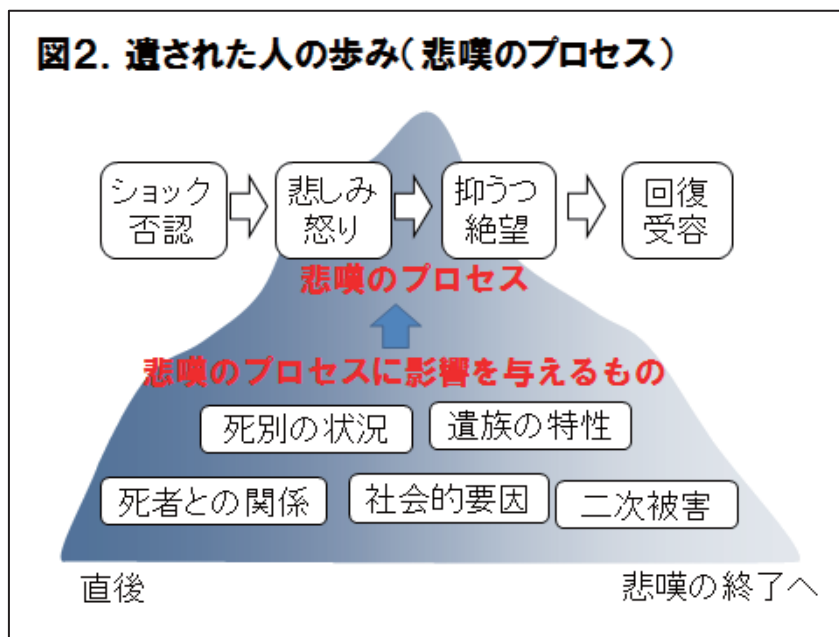 図2. 遺された人の歩み(悲嘆のプロセス)
ショック
否認
悲しみ
怒り
抑うつ
絶望
回復
受容
悲嘆のプロセス
悲嘆のプロセスに影響を与えるもの
死別の状況
遺族の特性
死者との関係
社会的要因
二次被害
直後
悲嘆の終了へ